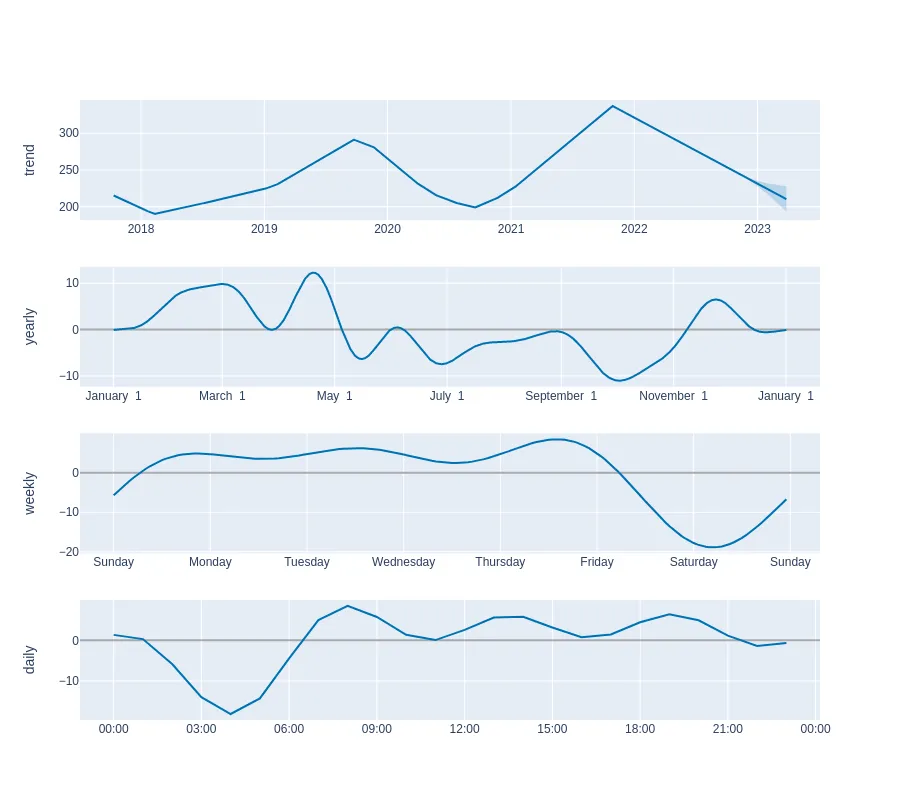 trend
300
250
200
2018 2019 2020 2021 2022 2023
yearly
10
0
−10
January 1 March 1 May 1 July 1 September 1 November 1 January 1
weekly
0
−10
−20
Sunday Monday Tuesday Wednesday Thursday Friday Saturday Sunday
daily
0
−10
00:00 03:00 06:00 09:00 12:00 15:00 18:00 21:00 00:00